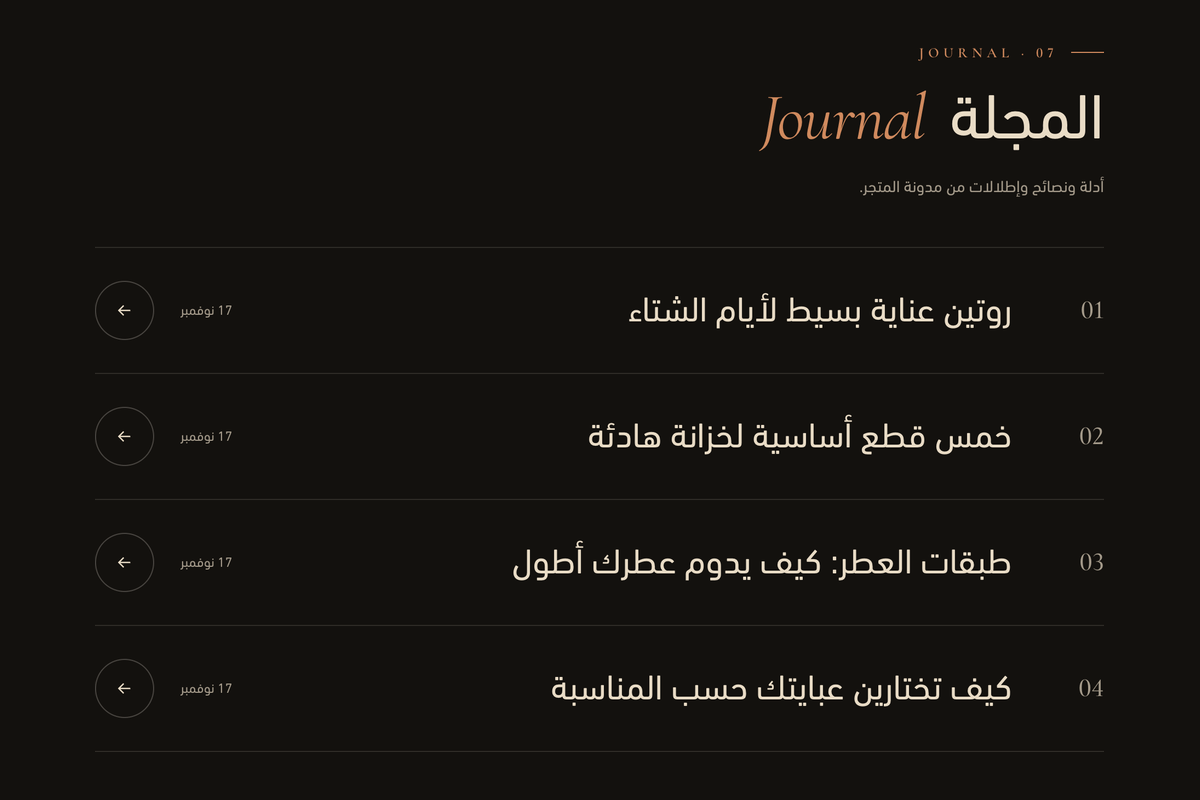 JOURNAL · 07
المجلة Journal
أدلة ونصائح وإطلالات من مدونة المتجر.
01 روتين عناية بسيط لأيام الشتاء 17 نوفمبر
02 خمس قطع أساسية لخزانة هادئة 17 نوفمبر
03 طبقات العطر: كيف يدوم عطرك أطول 17 نوفمبر
04 كيف تختارين عبايتك حسب المناسبة 17 نوفمبر